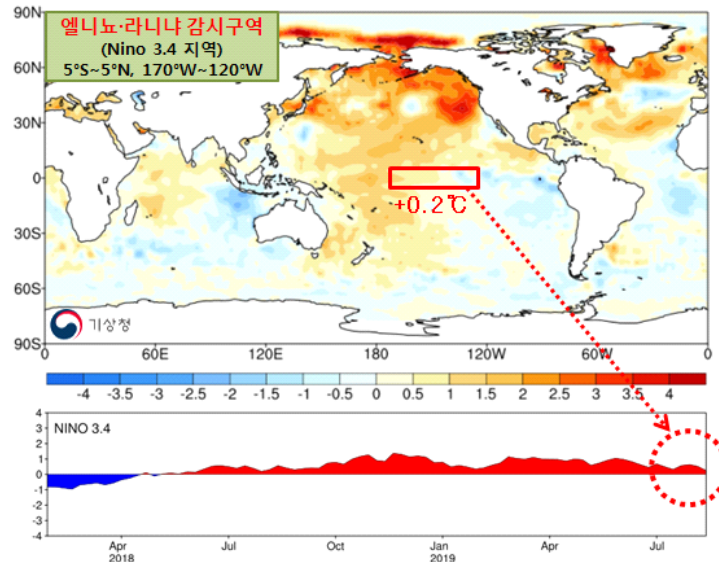 엘니뇨·라니냐 감시구역
(Nino 3.4 지역)
5°S~5°N, 170°W~120°W
90N
60N
30N
0
30S
60S
90S
+0.2℃
기상청
0 60E 120E 180 120W 60W 0
-4 -3.5 -3 -2.5 -2 -1.5 -1 -0.5 0 0.5 1 1.5 2 2.5 3 3.5 4
NINO 3.4
4
3
2
1
0
-1
-2
-3
-4
Apr Jul Oct Jan Apr Jul
2018 2019